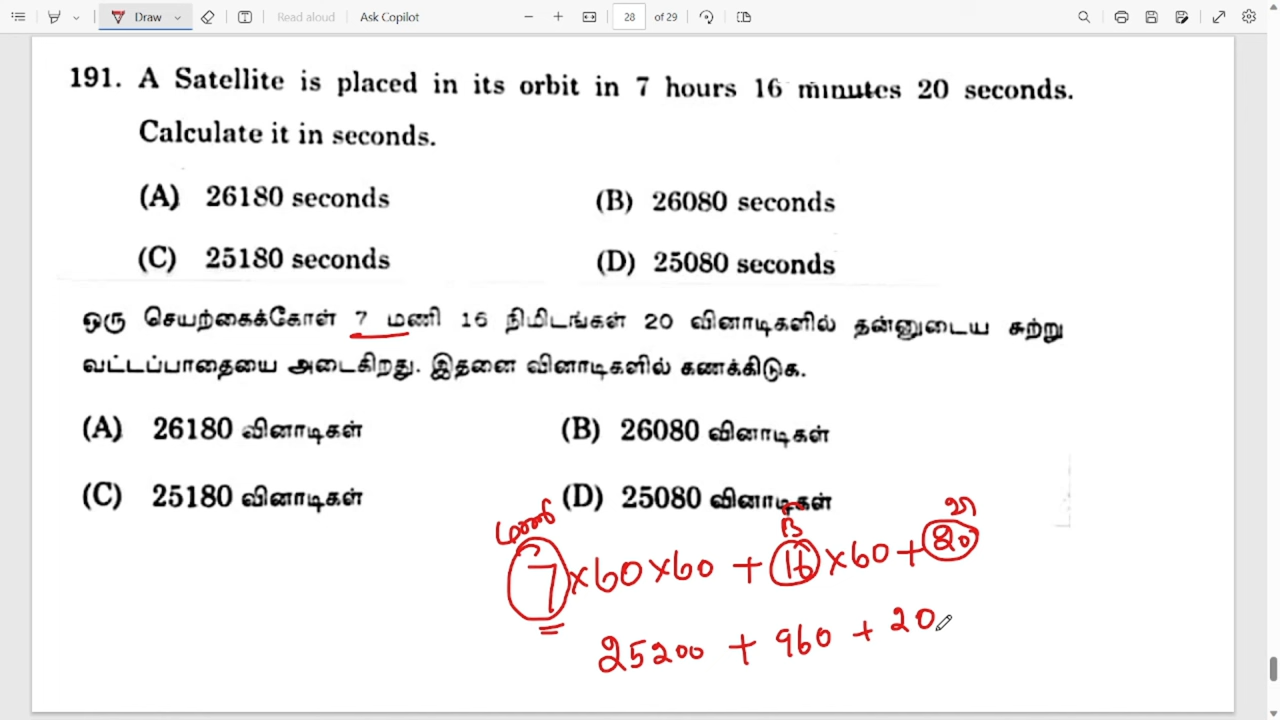 Draw
Read aloud
Ask Copilot
28
of 29
191. A Satellite is placed in its orbit in 7 hours 16 minutes 20 seconds.
Calculate it in seconds.
(A) 26180 seconds
(B) 26080 seconds
(C) 25180 seconds
(D) 25080 seconds
ஒரு செயற்கைக்கோள் 7 மணி 16 நிமிடங்கள் 20 வினாடிகளில் தன்னுடைய சுற்று
வட்டப்பாதையை அடைகிறது. இதனை வினாடிகளில் கணக்கிடுக.
(A) 26180 வினாடிகள்
(B) 26080 வினாடிகள்
(C) 25180 வினாடிகள்
(D) 25080 வினாடிகள்
மணி நி வி
7×60×60 + 16×60+20
25200 + 960 + 20